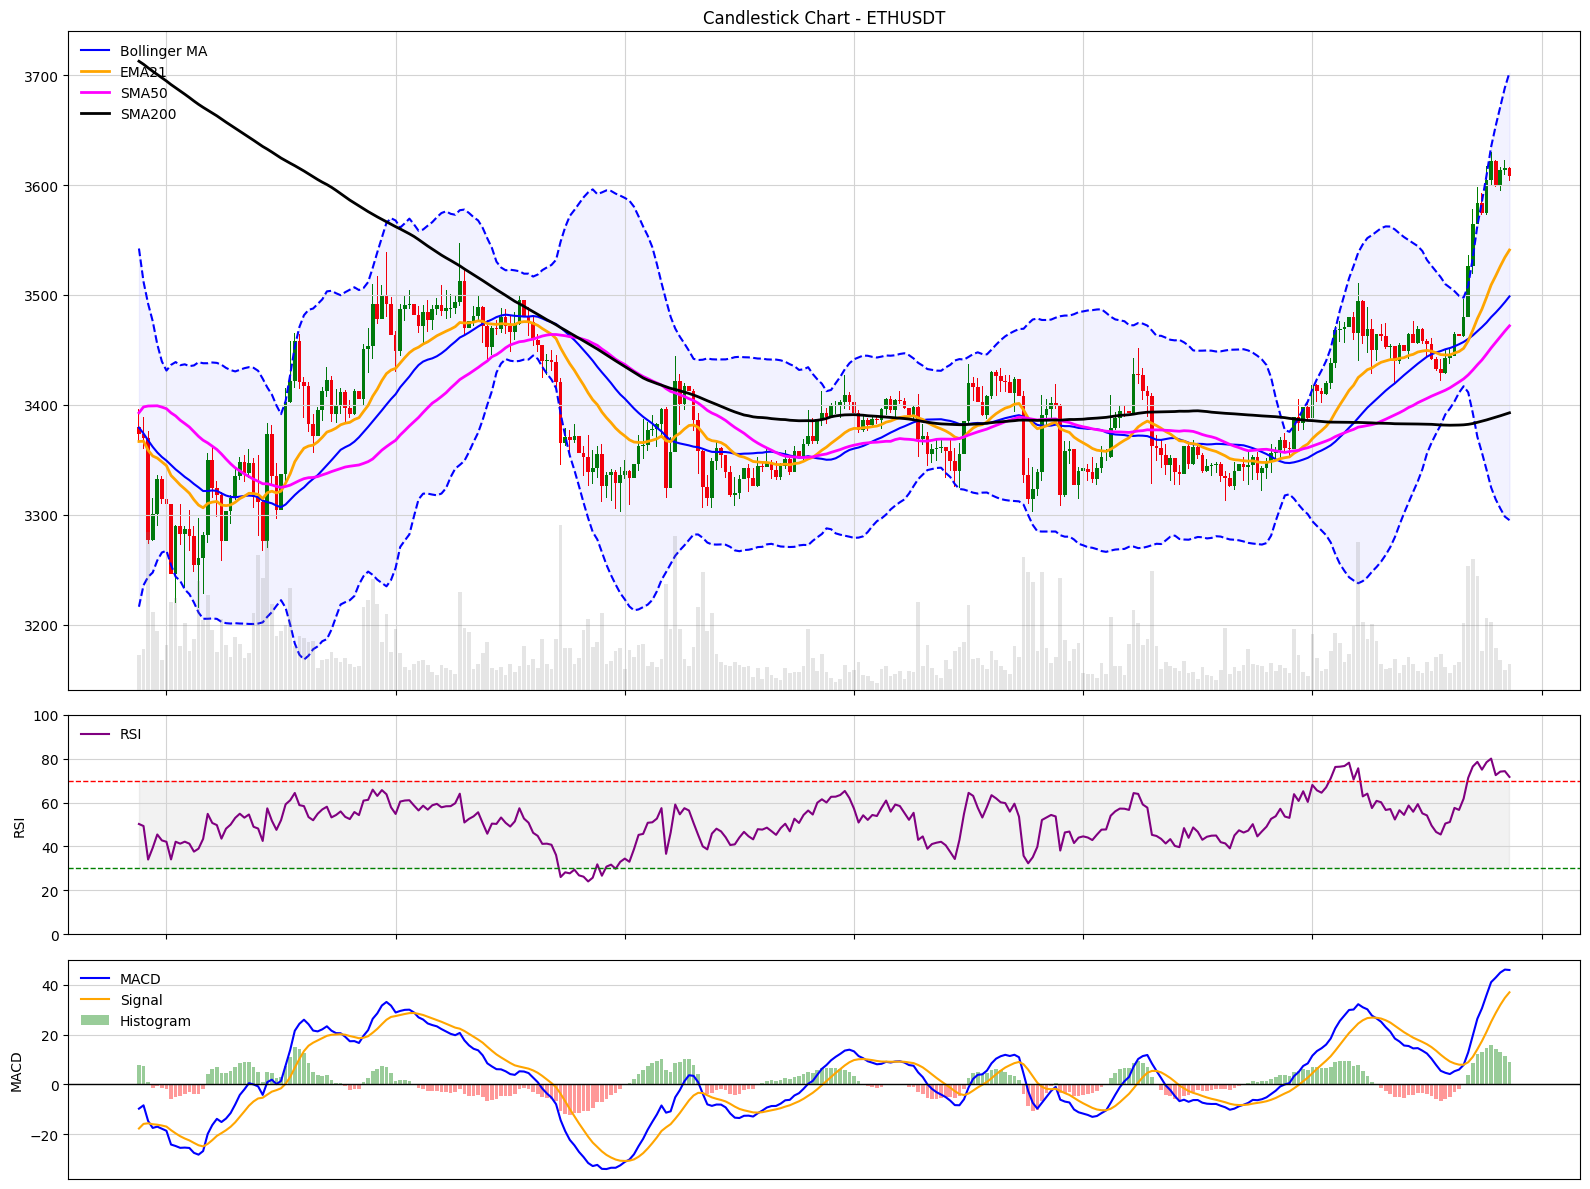 Candlestick Chart - ETHUSDT
Bollinger MA
EMA21
SMA50
SMA200
3700
3600
3500
3400
3300
3200
RSI
100
80
60
40
20
0
RSI
MACD
Signal
Histogram
40
20
0
−20
MACD